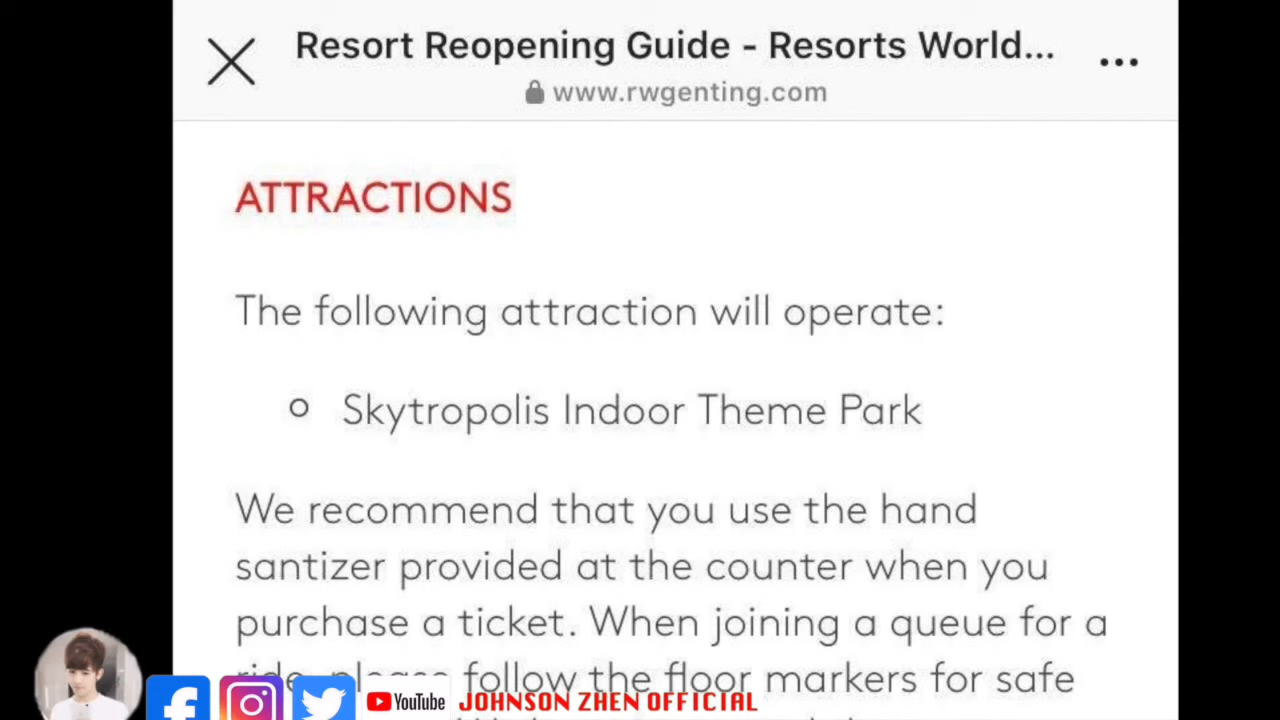 Resort Reopening Guide - Resorts World...
www.rwgenting.com
ATTRACTIONS
The following attraction will operate:
Skytropolis Indoor Theme Park
We recommend that you use the hand
santizer provided at the counter when you
purchase a ticket. When joining a queue for a
ride, please follow the floor markers for safe
YouTube JOHNSON ZHEN OFFICIAL